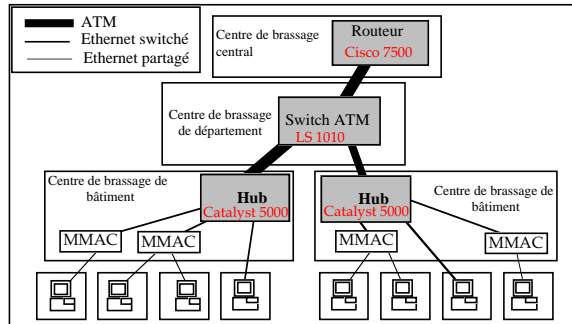 ATM
Ethernet switché
Ethernet partagé
Centre de brassage
central
Routeur
Cisco 7500
Centre de brassage
de département
Switch ATM
LS 1010
Centre de brassage de
bâtiment
Hub
Catalyst 5000
MMAC
MMAC
Hub
Catalyst 5000
Centre de brassage de
bâtiment
MMAC
MMAC